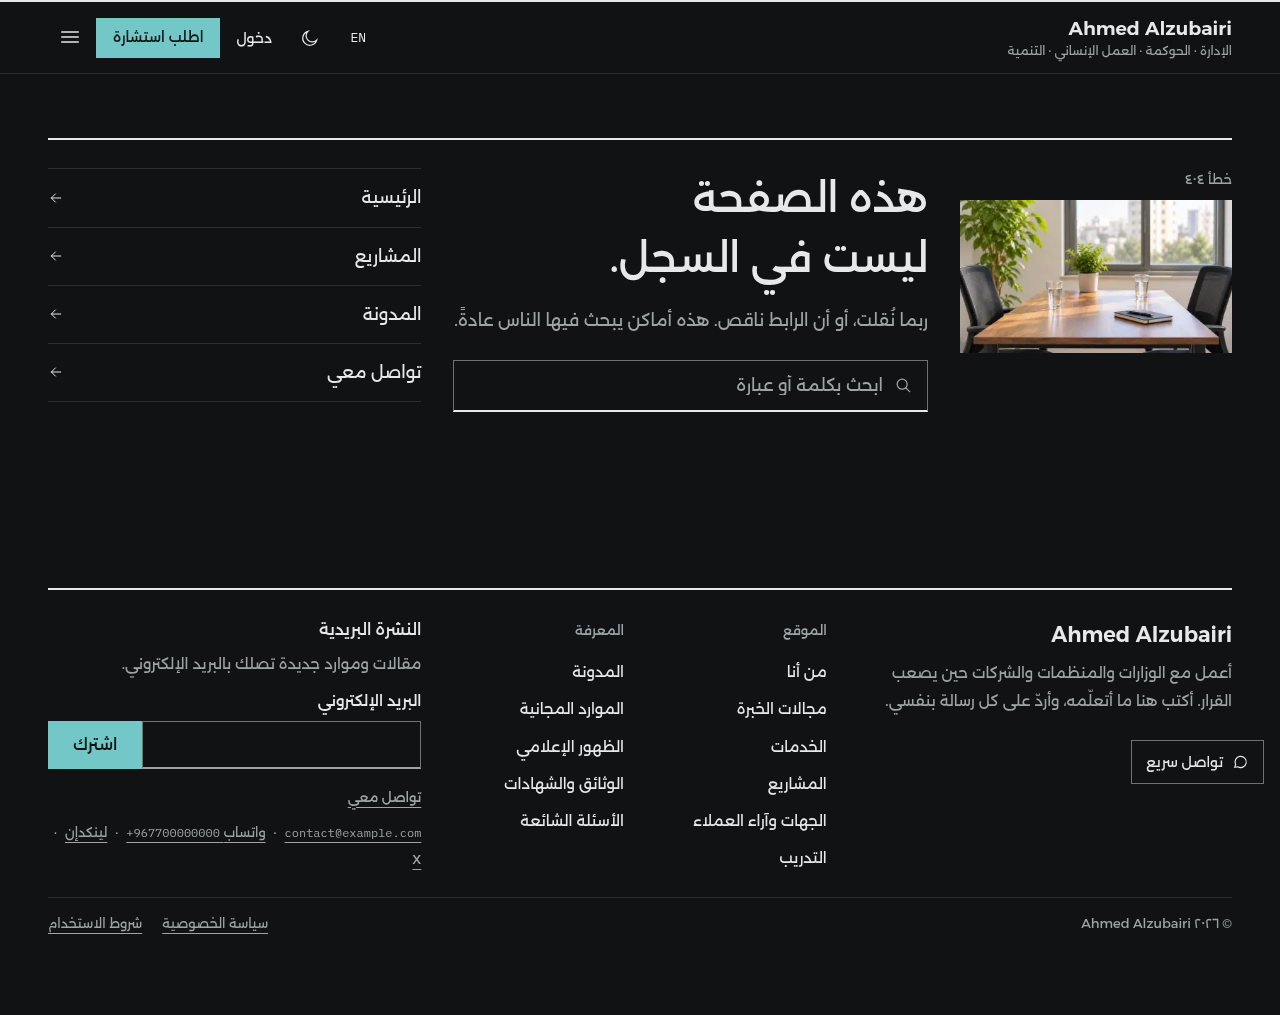 Ahmed Alzubairi
الإدارة · الحوكمة · العمل الإنساني · التنمية
EN
دخول
اطلب استشارة
خطأ ٤٠٤
هذه الصفحة
ليست في السجل.
ربما نُقلت، أو أن الرابط ناقص. هذه أماكن يبحث فيها الناس عادةً.
ابحث بكلمة أو عبارة
الرئيسية
المشاريع
المدونة
تواصل معي
Ahmed Alzubairi
أعمل مع الوزارات والمنظمات والشركات حين يصعب
القرار. أكتب هنا ما أتعلّمه، وأردّ على كل رسالة بنفسي.
تواصل سريع
الموقع
من أنا
مجالات الخبرة
الخدمات
المشاريع
الجهات وآراء العملاء
التدريب
المعرفة
المدونة
الموارد المجانية
الظهور الإعلامي
الوثائق والشهادات
الأسئلة الشائعة
النشرة البريدية
مقالات وموارد جديدة تصلك بالبريد الإلكتروني.
البريد الإلكتروني
اشترك
تواصل معي
contact@example.com · واتساب +967700000000 · لينكدإن ·
X
© ٢٠٢٦ Ahmed Alzubairi
سياسة الخصوصية
شروط الاستخدام